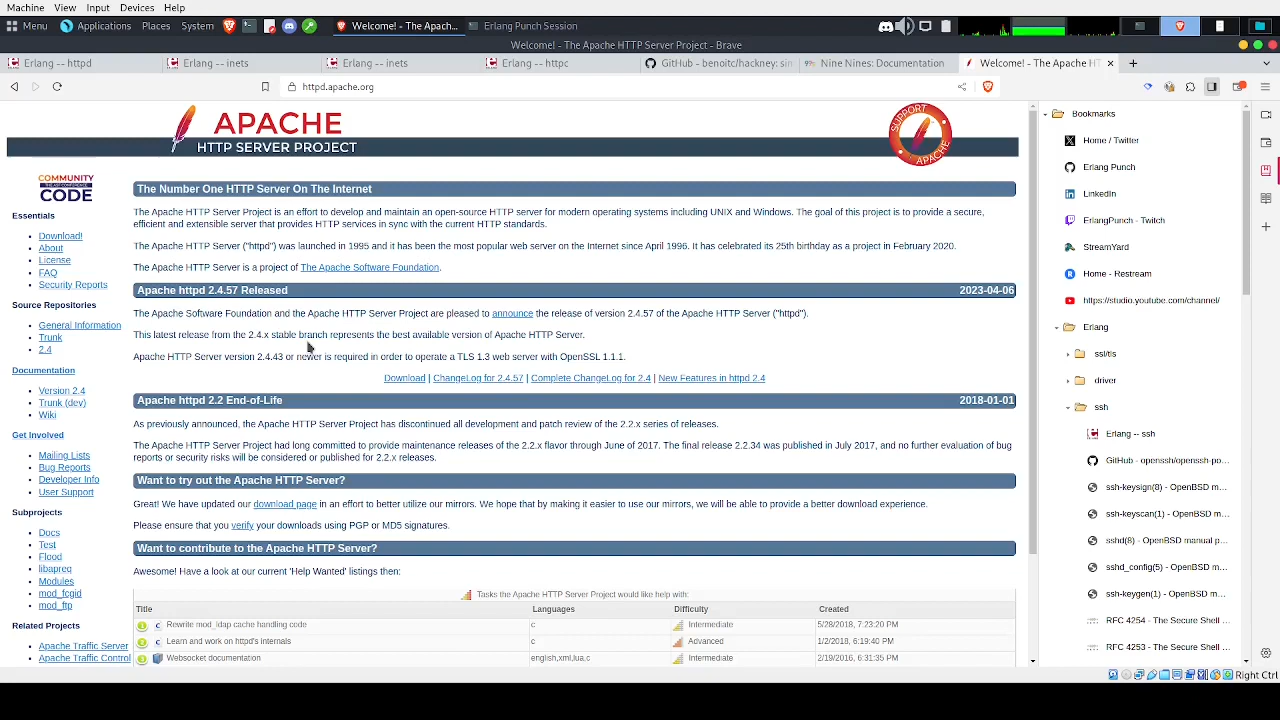 Machine View Input Devices Help
Menu Applications Places System Welcome! - The Apach... Erlang Punch Session
Welcome! - The Apache HTTP Server Project - Brave
Erlang -- httpd Erlang -- inets Erlang -- inets Erlang -- httpc GitHub - benoitc/hackney: sim Nine Nines: Documentation Welcome! - The Apache HT
httpd.apache.org
APACHE
HTTP SERVER PROJECT
SUPPORT
APACHE
COMMUNITY
CODE
Essentials
Download!
About
License
FAQ
Security Reports
Source Repositories
General Information
Trunk
2.4
Documentation
Version 2.4
Trunk (dev)
Wiki
Get Involved
Mailing Lists
Bug Reports
Developer Info
User Support
Subprojects
Docs
Test
Flood
libapreq
Modules
mod_fcgid
mod_ftp
Related Projects
Apache Traffic Server
Apache Traffic Control
The Number One HTTP Server On The Internet
The Apache HTTP Server Project is an effort to develop and maintain an open-source HTTP server for modern operating systems including UNIX and Windows. The goal of this project is to provide a secure,
efficient and extensible server that provides HTTP services in sync with the current HTTP standards.
The Apache HTTP Server ("httpd") was launched in 1995 and it has been the most popular web server on the Internet since April 1996. It has celebrated its 25th birthday as a project in February 2020.
The Apache HTTP Server is a project of The Apache Software Foundation.
Apache httpd 2.4.57 Released 2023-04-06
The Apache Software Foundation and the Apache HTTP Server Project are pleased to announce the release of version 2.4.57 of the Apache HTTP Server ("httpd").
This latest release from the 2.4.x stable branch represents the best available version of Apache HTTP Server.
Apache HTTP Server version 2.4.43 or newer is required in order to operate a TLS 1.3 web server with OpenSSL 1.1.1.
Download | ChangeLog for 2.4.57 | Complete ChangeLog for 2.4 | New Features in httpd 2.4
Apache httpd 2.2 End-of-Life 2018-01-01
As previously announced, the Apache HTTP Server Project has discontinued all development and patch review of the 2.2.x series of releases.
The Apache HTTP Server Project had long committed to provide maintenance releases of the 2.2.x flavor through June of 2017. The final release 2.2.34 was published in July 2017, and no further evaluation of bug
reports or security risks will be considered or published for 2.2.x releases.
Want to try out the Apache HTTP Server?
Great! We have updated our download page in an effort to better utilize our mirrors. We hope that by making it easier to use our mirrors, we will be able to provide a better download experience.
Please ensure that you verify your downloads using PGP or MD5 signatures.
Want to contribute to the Apache HTTP Server?
Awesome! Have a look at our current 'Help Wanted' listings then:
Tasks the Apache HTTP Server Project would like help with:
Title Languages Difficulty Created
Rewrite mod_ldap cache handling code c Intermediate 5/28/2018, 7:23:20 PM
Learn and work on httpd's internals c Advanced 1/2/2018, 6:19:40 PM
Websocket documentation english,xml,lua,c Intermediate 2/19/2016, 6:31:35 PM
Bookmarks
Home / Twitter
Erlang Punch
LinkedIn
ErlangPunch - Twitch
StreamYard
Home - Restream
https://studio.youtube.com/channel/
Erlang
ssl/tls
driver
ssh
Erlang -- ssh
GitHub - openssh/openssh-po...
ssh-keysign(8) - OpenBSD m...
ssh-keyscan(1) - OpenBSD m...
sshd(8) - OpenBSD manual p...
sshd_config(5) - OpenBSD m...
ssh-keygen(1) - OpenBSD m...
RFC 4254 - The Secure Shell ...
RFC 4253 - The Secure Shell ...
Right Ctrl